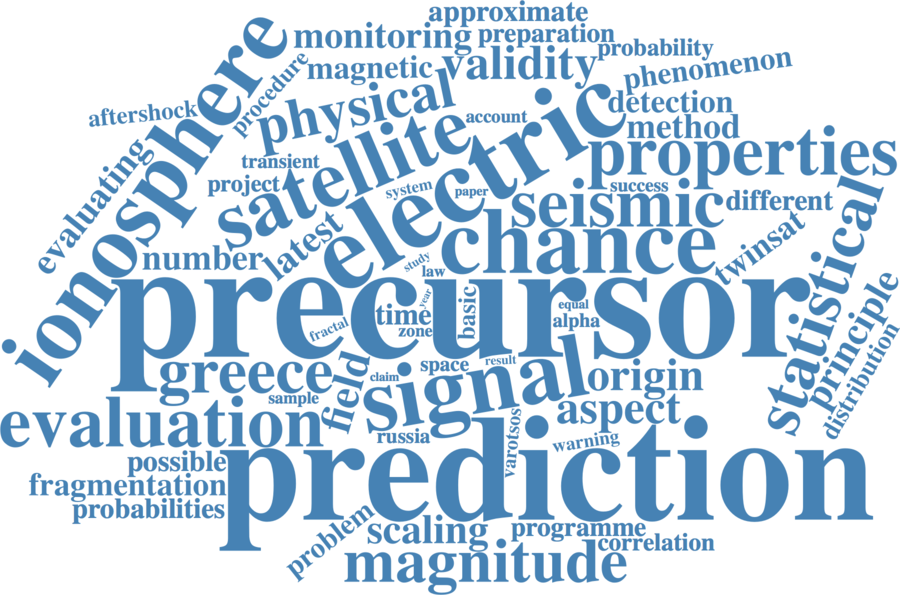 approximate
monitoring
preparation
probability
ionosphere
procedure
magnetic
validity
phenomenon
aftershock
physical
electric
detection
account
method
evaluating
transient
satellite
properties
project
system
paper
success
seismic
different
latest
chance
twinsat
statistical
number
study
law
precursor
year
basic
equal
time
alpha
principle
fractal
zone
distribution
greece
field
claim
space
result
signal
origin
sample
aspect
evaluation
russia
varotsos
warning
possible
prediction
fragmentation
probabilities
problem
scaling
programme
correlation
magnitude